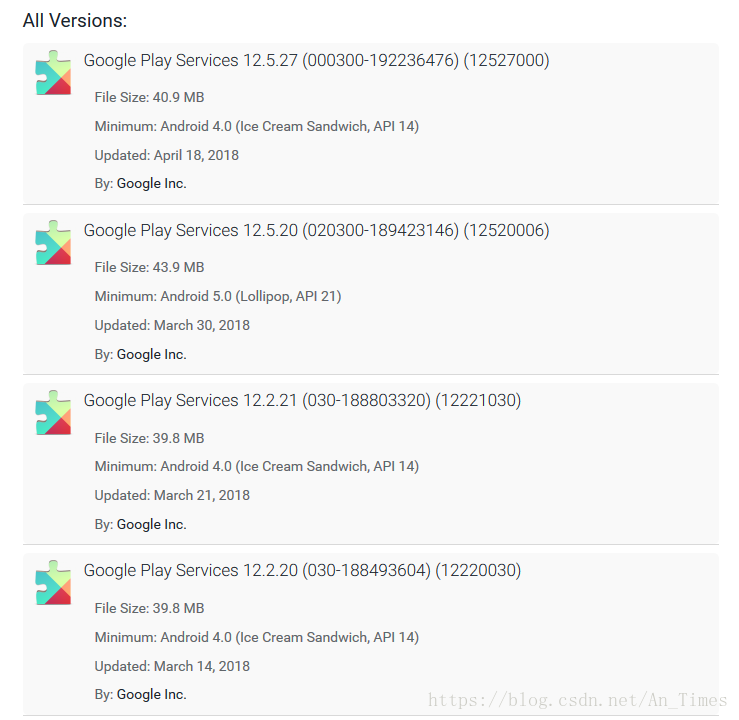 All Versions:
Google Play Services 12.5.27 (000300-192236476) (12527000)
File Size: 40.9 MB
Minimum: Android 4.0 (Ice Cream Sandwich, API 14)
Updated: April 18, 2018
By: Google Inc.
Google Play Services 12.5.20 (020300-189423146) (12520006)
File Size: 43.9 MB
Minimum: Android 5.0 (Lollipop, API 21)
Updated: March 30, 2018
By: Google Inc.
Google Play Services 12.2.21 (030-188803320) (12221030)
File Size: 39.8 MB
Minimum: Android 4.0 (Ice Cream Sandwich, API 14)
Updated: March 21, 2018
By: Google Inc.
Google Play Services 12.2.20 (030-188493604) (12220030)
File Size: 39.8 MB
Minimum: Android 4.0 (Ice Cream Sandwich, API 14)
Updated: March 14, 2018
By: Google Inc.
https://blog.csdn.net/An_Times